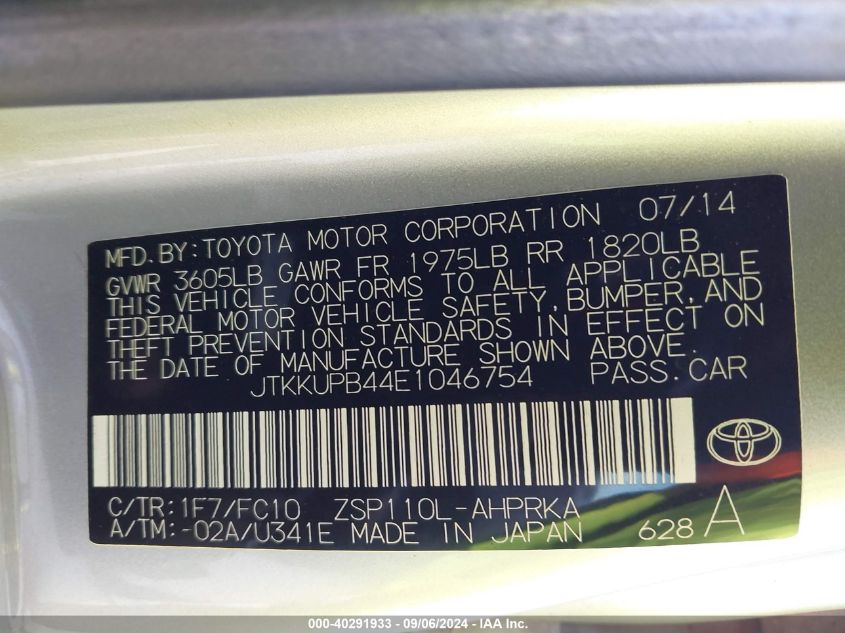 MFD. BY: TOYOTA MOTOR CORPORATION 07/14
GVWR 3605LB GAWR FR 1975LB RR 1820LB
THIS VEHICLE CONFORMS TO ALL APPLICABLE
FEDERAL MOTOR VEHICLE SAFETY, BUMPER, AND
THEFT PREVENTION STANDARDS IN EFFECT ON
THE DATE OF MANUFACTURE SHOWN ABOVE.
JTKKUPB44E1046754 PASS. CAR
C/TR: 1F7/FC10 ZSP110L-AHPRKA
A/TM: -02A/U341E MADE IN JAPAN 628 A
000-40291933 - 09/06/2024 - IAA Inc.